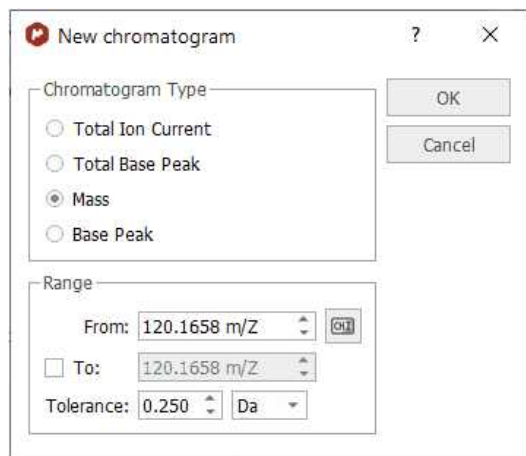 New chromatogram ? X
Chromatogram Type
OK
Total Ion Current
Cancel
Total Base Peak
Mass
Base Peak
Range
From: 120.1658 m/Z
To: 120.1658 m/Z
Tolerance: 0.250 Da